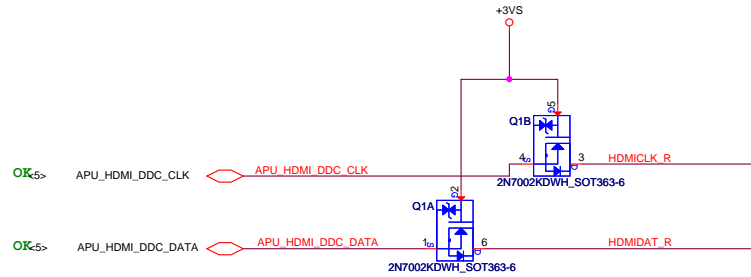 +3VS
Q1B
G
5
4
S
3
D
2N7002KDWH_SOT363-6
HDMICLK_R
OK
<5>
APU_HDMI_DDC_CLK
APU_HDMI_DDC_CLK
Q1A
G
2
1
S
6
D
2N7002KDWH_SOT363-6
HDMIDAT_R
OK
<5>
APU_HDMI_DDC_DATA
APU_HDMI_DDC_DATA